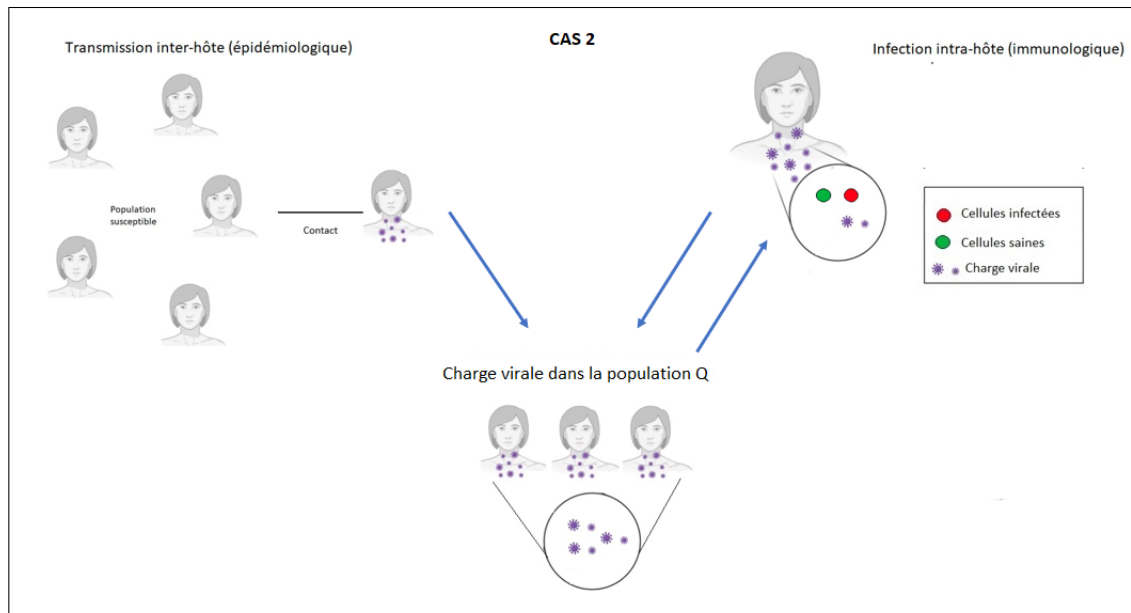 CAS 2
Transmission inter-hôte (épidémiologique)
Infection intra-hôte (immunologique)
Population
susceptible
Contact
Cellules infectées
Cellules saines
Charge virale
Charge virale dans la population Q